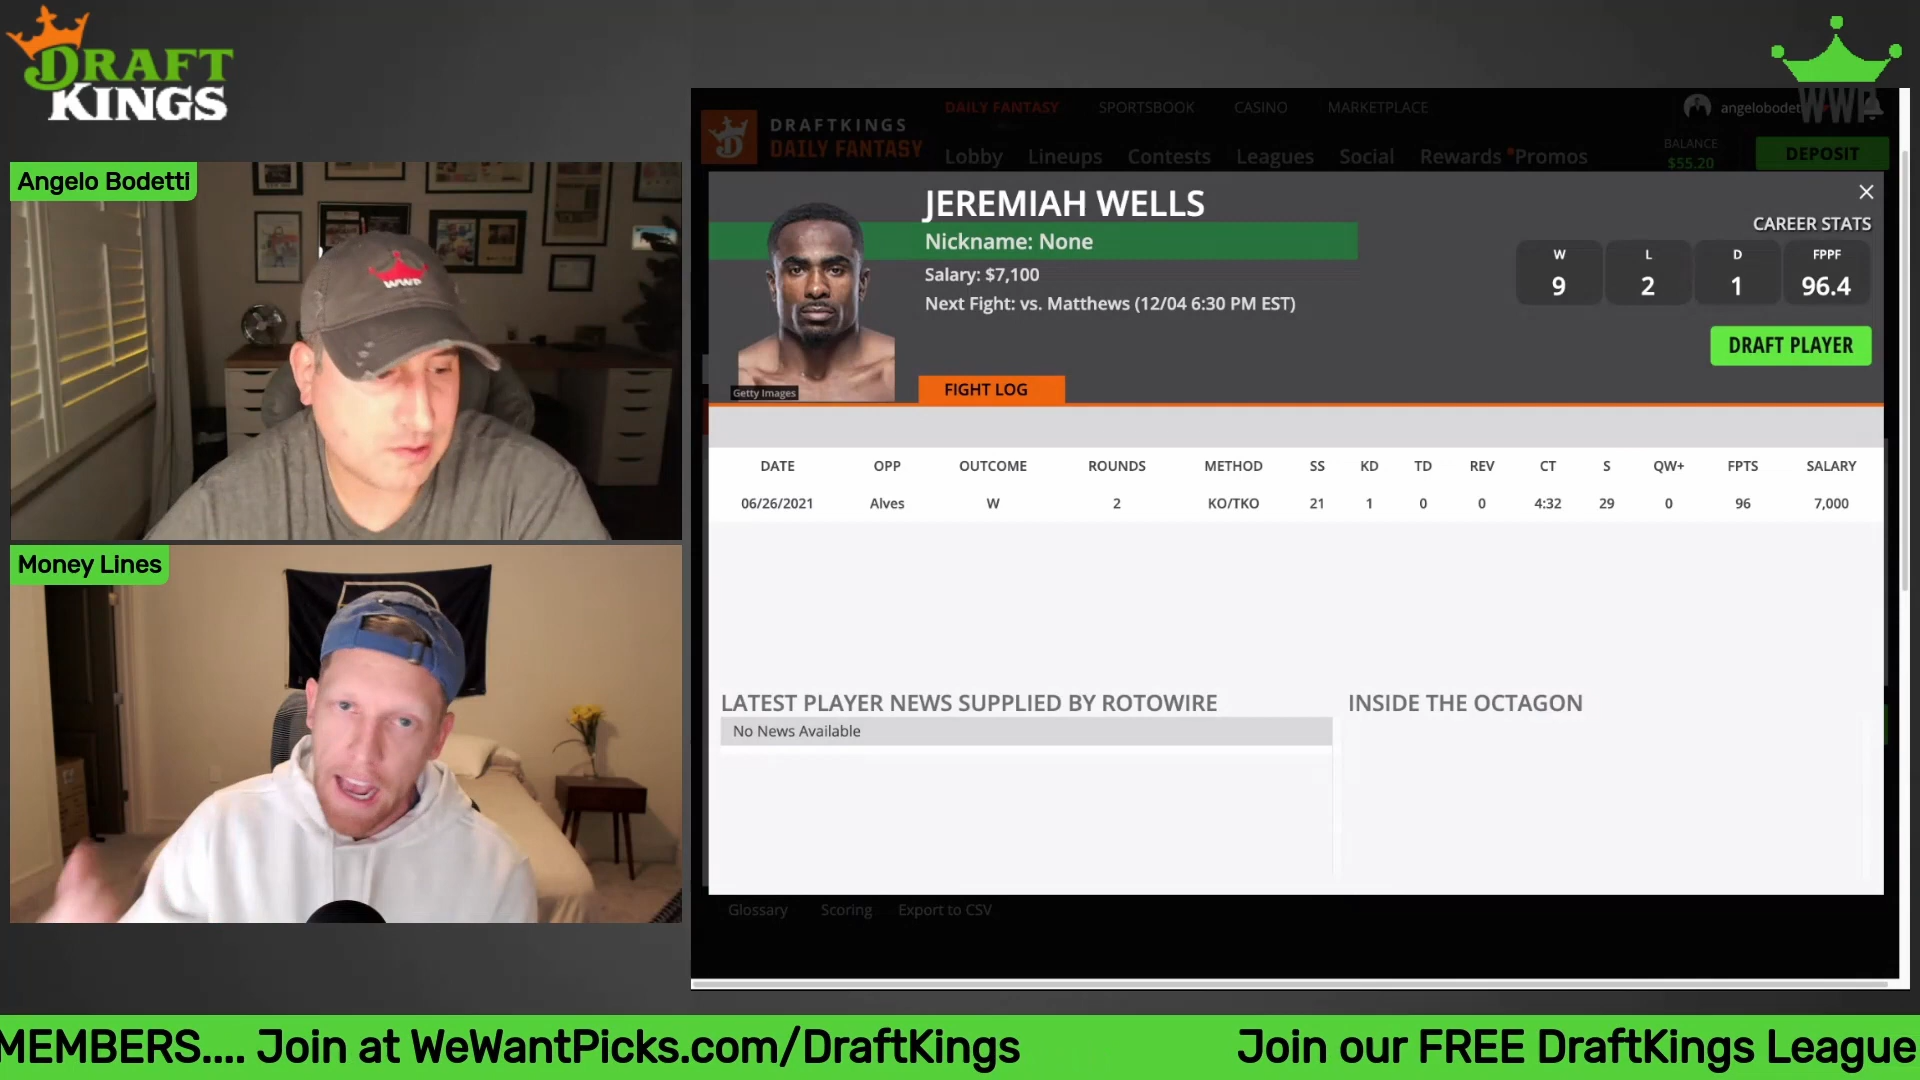 DRAFT
KINGS
WWP
DAILY FANTASY SPORTSBOOK CASINO MARKETPLACE
angelobodet
DRAFTKINGS
DAILY FANTASY
Lobby Lineups Contests Leagues Social Rewards Promos
BALANCE
$55.20
DEPOSIT
Angelo Bodetti
WWP
Money Lines
JEREMIAH WELLS
Nickname: None
Salary: $7,100
Next Fight: vs. Matthews (12/04 6:30 PM EST)
Getty Images
CAREER STATS
W L D FPPF
9 2 1 96.4
DRAFT PLAYER
FIGHT LOG
DATE OPP OUTCOME ROUNDS METHOD SS KD TD REV CT S QW+ FPTS SALARY
06/26/2021 Alves W 2 KO/TKO 21 1 0 0 4:32 29 0 96 7,000
LATEST PLAYER NEWS SUPPLIED BY ROTOWIRE
No News Available
INSIDE THE OCTAGON
Glossary Scoring Export to CSV
MEMBERS.... Join at WeWantPicks.com/DraftKings Join our FREE DraftKings League